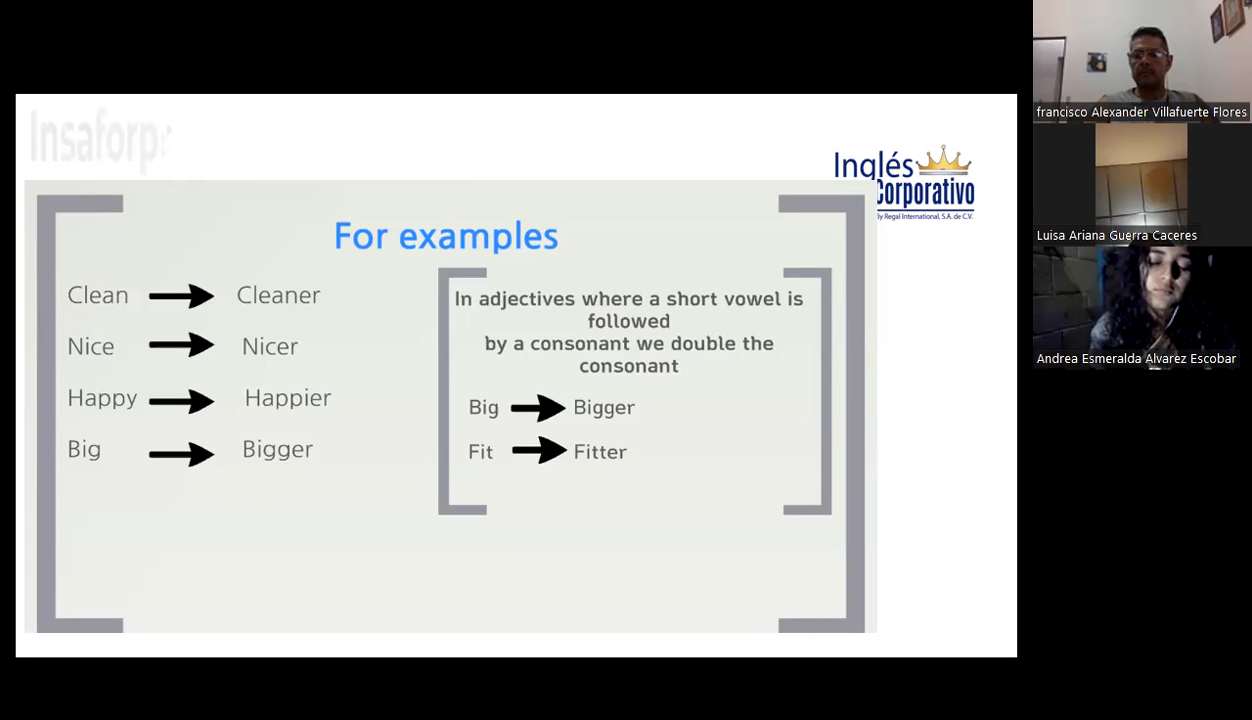 Insaforp
Inglés
Corporativo
By Regal International, S.A. de C.V.
For examples
Clean Cleaner
Nice Nicer
Happy Happier
Big Bigger
In adjectives where a short vowel is
followed
by a consonant we double the
consonant
Big Bigger
Fit Fitter
francisco Alexander Villafuerte Flores
Luisa Ariana Guerra Caceres
Andrea Esmeralda Alvarez Escobar